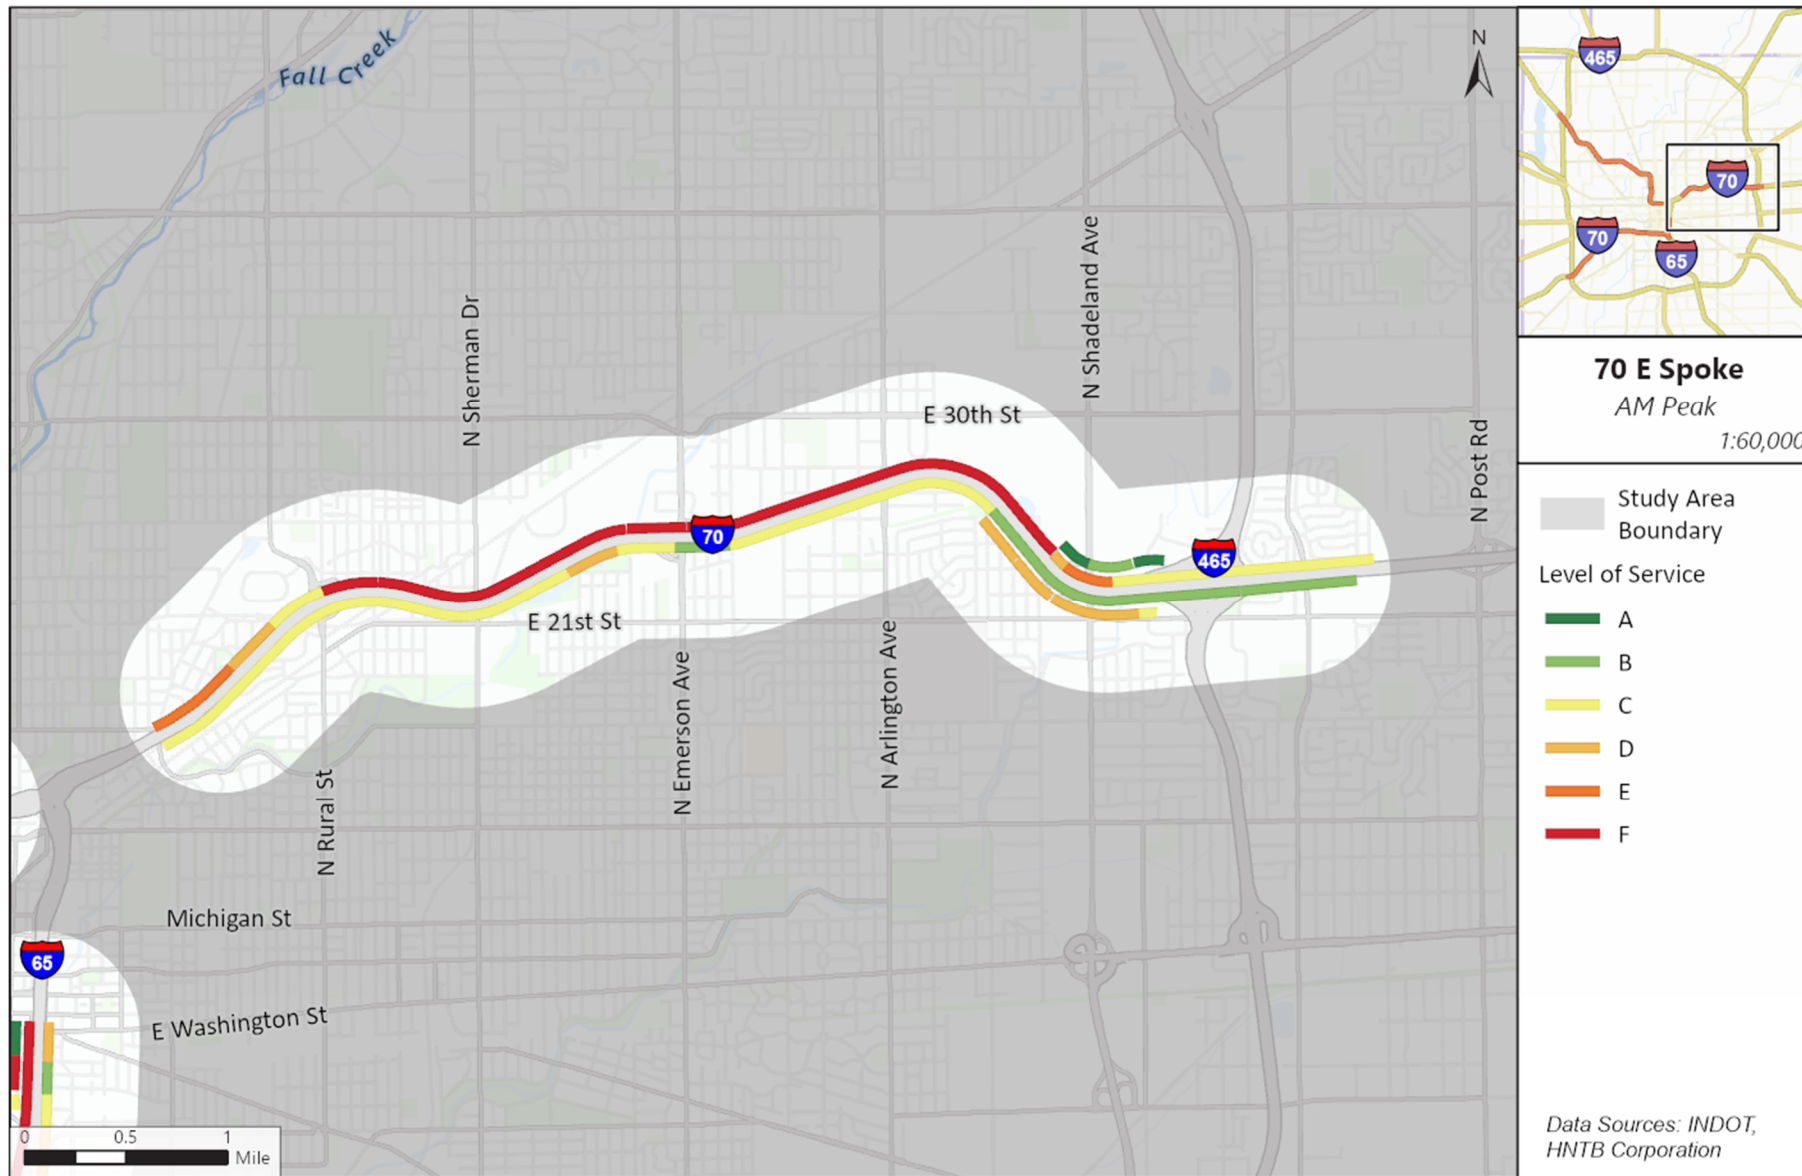 Fall Creek
N Sherman Dr
N Shadeland Ave
N Post Rd
E 30th St
E 21st St
N Rural St
N Emerson Ave
N Arlington Ave
Michigan St
E Washington St
70
465
65
0 0.5 1
Mile
N
465
70
70
65
70 E Spoke
AM Peak
1:60,000
Study Area
Boundary
Level of Service
A
B
C
D
E
F
Data Sources: INDOT,
HNTB Corporation